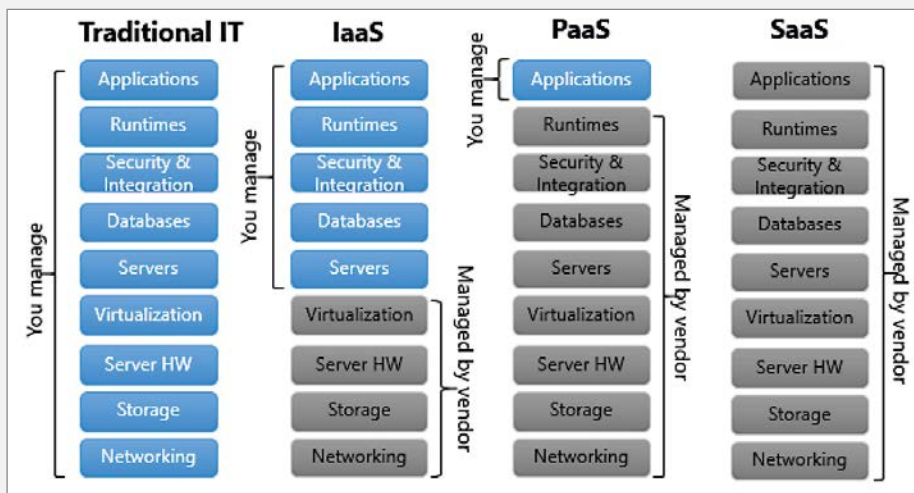 Traditional IT
IaaS
PaaS
SaaS
You manage
Applications
Runtimes
Security &
Integration
Databases
Servers
Virtualization
Server HW
Storage
Networking
You manage
Applications
Runtimes
Security &
Integration
Databases
Servers
Virtualization
Server HW
Storage
Networking
Managed by vendor
You manage
Applications
Runtimes
Security &
Integration
Databases
Servers
Virtualization
Server HW
Storage
Networking
Managed by vendor
Applications
Runtimes
Security &
Integration
Databases
Servers
Virtualization
Server HW
Storage
Networking
Managed by vendor